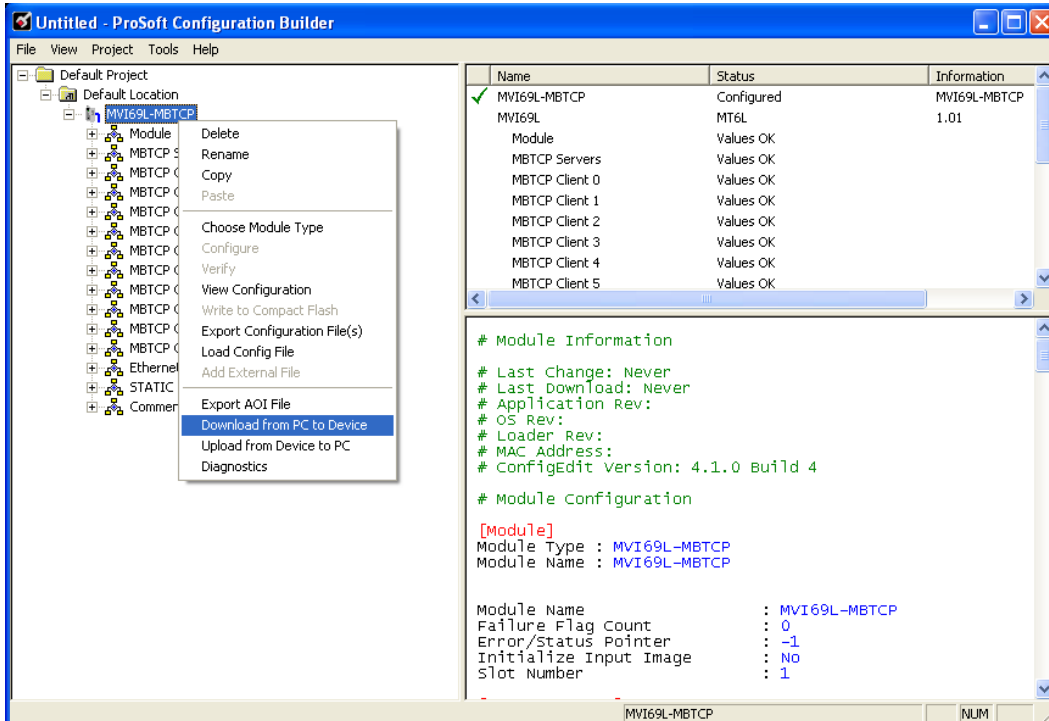 Untitled - ProSoft Configuration Builder
File View Project Tools Help
Default Project
Default Location
MVI69L-MBTCP
Module
MBTCP S
MBTCP C
MBTCP C
MBTCP C
MBTCP C
MBTCP C
MBTCP C
MBTCP C
MBTCP C
MBTCP C
MBTCP C
Ethernet
STATIC
Commen
Delete
Rename
Copy
Paste
Choose Module Type
Configure
Verify
View Configuration
Write to Compact Flash
Export Configuration File(s)
Load Config File
Add External File
Export AOI File
Download from PC to Device
Upload from Device to PC
Diagnostics
Name Status Information
MVI69L-MBTCP Configured MVI69L-MBTCP
MVI69L MT6L 1.01
Module Values OK
MBTCP Servers Values OK
MBTCP Client 0 Values OK
MBTCP Client 1 Values OK
MBTCP Client 2 Values OK
MBTCP Client 3 Values OK
MBTCP Client 4 Values OK
MBTCP Client 5 Values OK
# Module Information
# Last Change: Never
# Last Download: Never
# Application Rev:
# OS Rev:
# Loader Rev:
# MAC Address:
# ConfigEdit Version: 4.1.0 Build 4
# Module Configuration
[Module]
Module Type : MVI69L-MBTCP
Module Name : MVI69L-MBTCP
Module Name : MVI69L-MBTCP
Failure Flag Count : 0
Error/Status Pointer : -1
Initialize Input Image : No
Slot Number : 1
MVI69L-MBTCP NUM